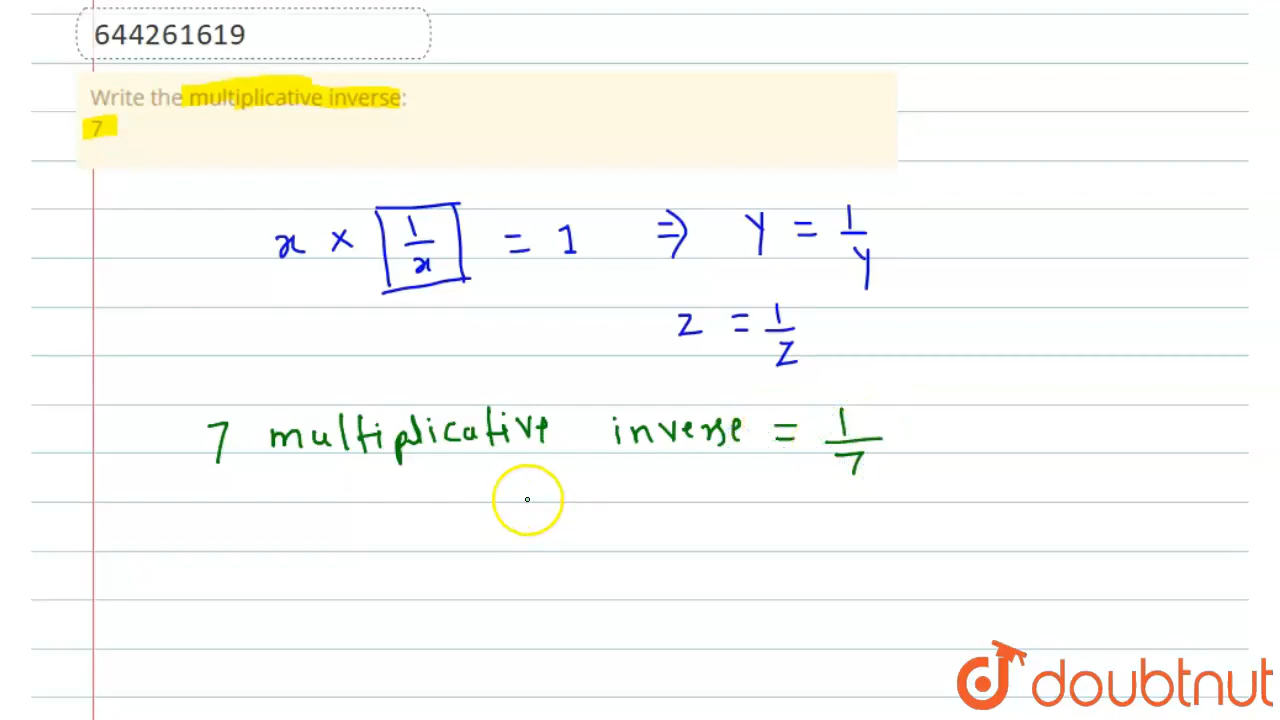 644261619
Write the multiplicative inverse:
7
x × 1/x = 1 ⇒ y = 1/y
z = 1/z
7 multiplicative inverse = 1/7
doubtnut